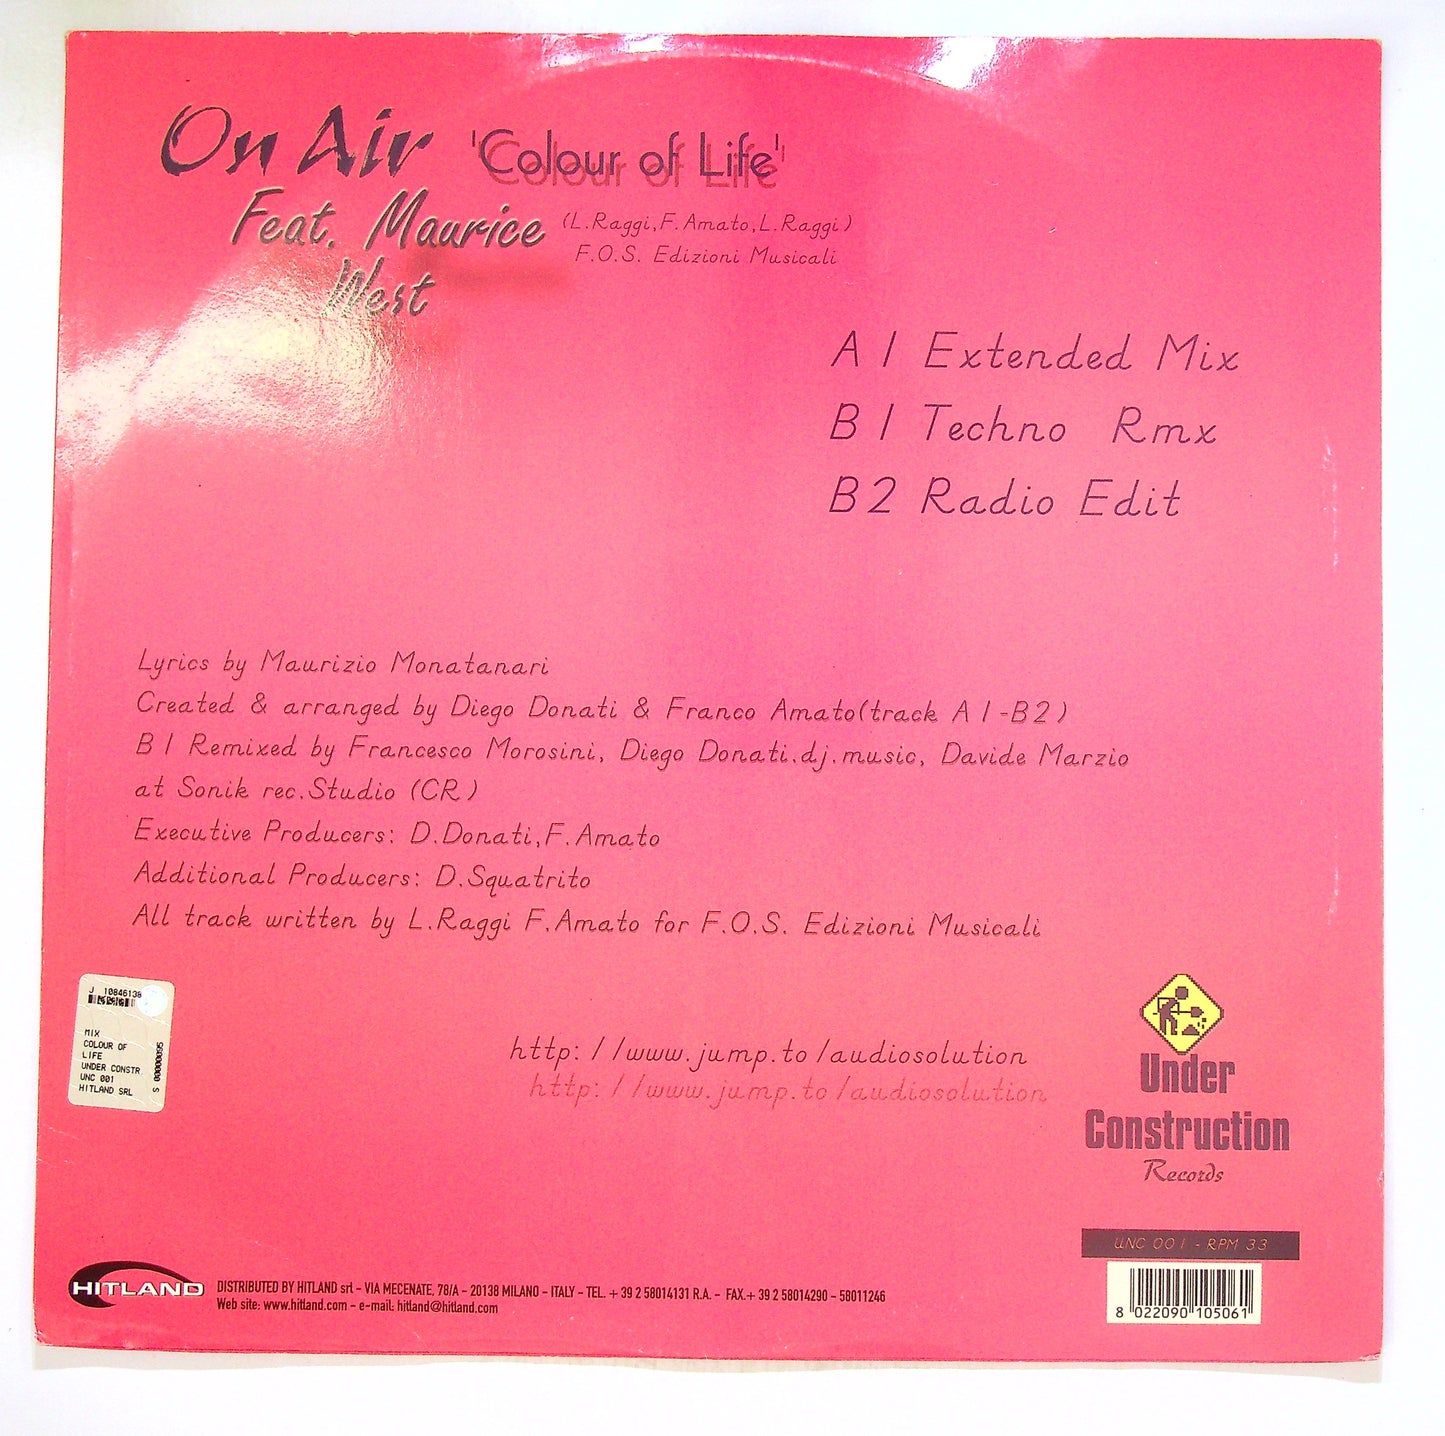 On Air 'Colour of Life'
Feat. Maurice West
(L.Raggi,F.Amato,L.Raggi)
F.O.S. Edizioni Musicali
A1 Extended Mix
B1 Techno Rmx
B2 Radio Edit
Lyrics by Maurizio Monatanari
Created & arranged by Diego Donati & Franco Amato(track A1-B2)
B1 Remixed by Francesco Morosini, Diego Donati.dj.music, Davide Marzio
at Sonik rec.Studio (CR)
Executive Producers: D.Donati,F.Amato
Additional Producers: D.Squatrito
All track written by L.Raggi F.Amato for F.O.S. Edizioni Musicali
J 10846138
MIX
COLOUR OF
LIFE
UNDER CONSTR.
UNC 001
HITLAND SRL
http://www.jump.to/audiosolution
http://www.jump.to/audiosolution
Under
Construction
Records
UNC 001 - RPM 33
8 022090 105061
HITLAND
DISTRIBUTED BY HITLAND srl - VIA MECENATE, 78/A - 20138 MILANO - ITALY - TEL. + 39 2 58014131 R.A. - FAX.+ 39 2 58014290 - 58011246
Web site: www.hitland.com - e-mail: hitland@hitland.com